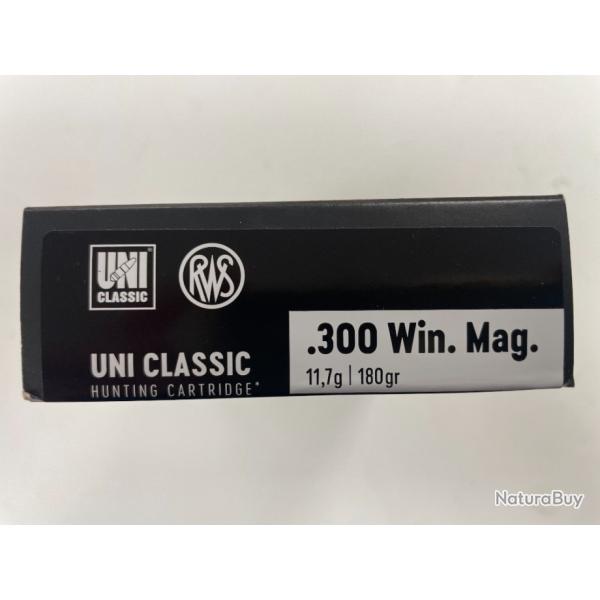 UNI
CLASSIC
RWS
.300 Win. Mag.
11,7g | 180gr
UNI CLASSIC
HUNTING CARTRIDGE*
NaturaBuy